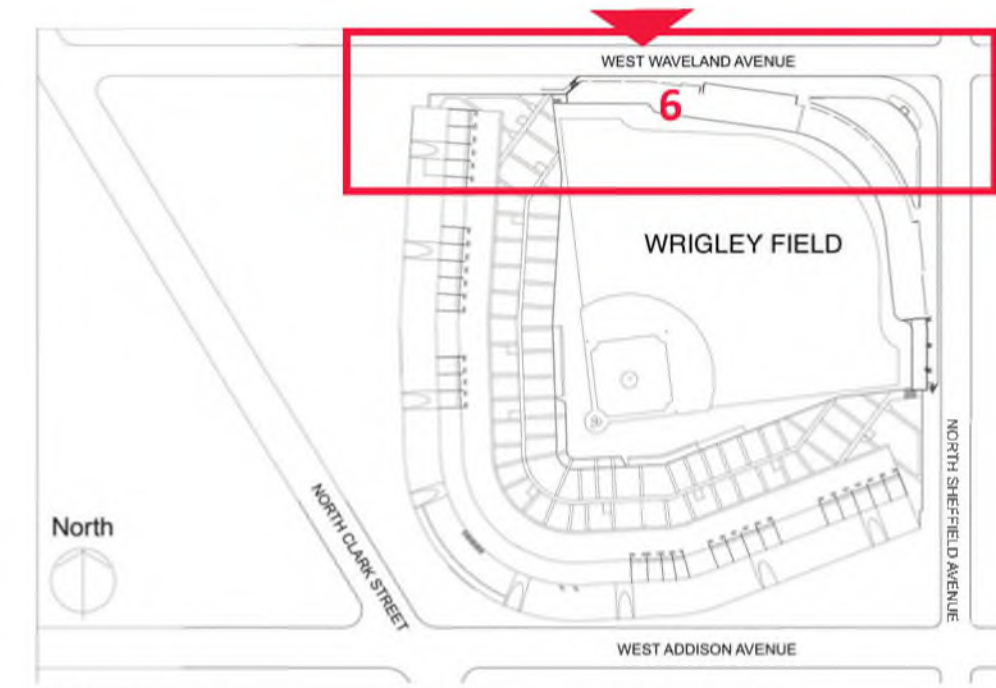 WEST WAVELAND AVENUE
6
WRIGLEY FIELD
NORTH SHEFFIELD AVENUE
NORTH CLARK STREET
North
WEST ADDISON AVENUE